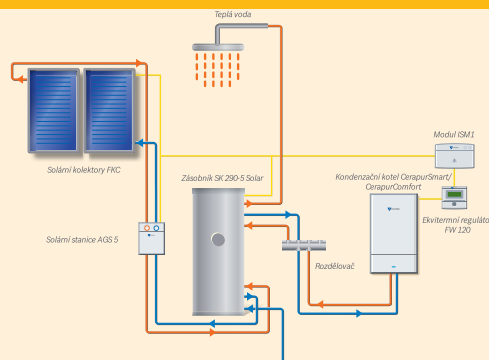 Teplá voda
Modul ISM1
Solární kolektory FKC
Zásobník SK 290-5 Solar
Kondenzační kotel CerapurSmart/
CerapurComfort
Ekvitermní reguláto
FW 120
Solární stanice AGS 5
Rozdělovač